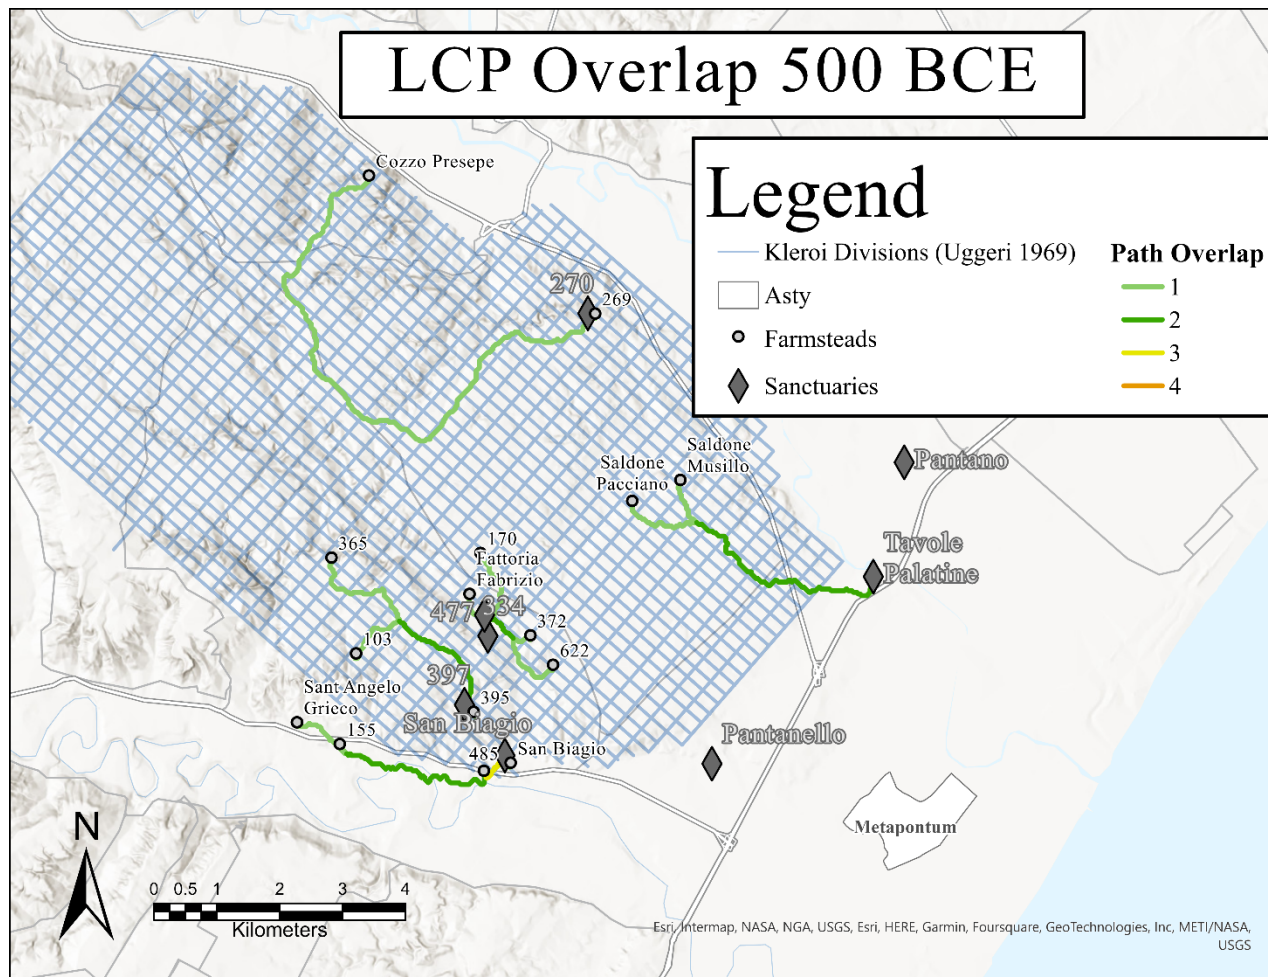 LCP Overlap 500 BCE
Legend
Kleroi Divisions (Uggeri 1969)
Asty
Farmsteads
Sanctuaries
Path Overlap
1
2
3
4
Cozzo Presepe
270
269
Saldone
Musillo
Saldone
Pacciano
Pantano
Tavole
Palatine
365
170
Fattoria
Fabrizio
477
334
372
622
103
397
395
Sant Angelo
Grieco
155
San Biagio
485
San Biagio
Pantanello
Metapontum
N
0 0.5 1 2 3 4
Kilometers
Esri, Intermap, NASA, NGA, USGS, Esri, HERE, Garmin, Foursquare, GeoTechnologies, Inc, METI/NASA,
USGS